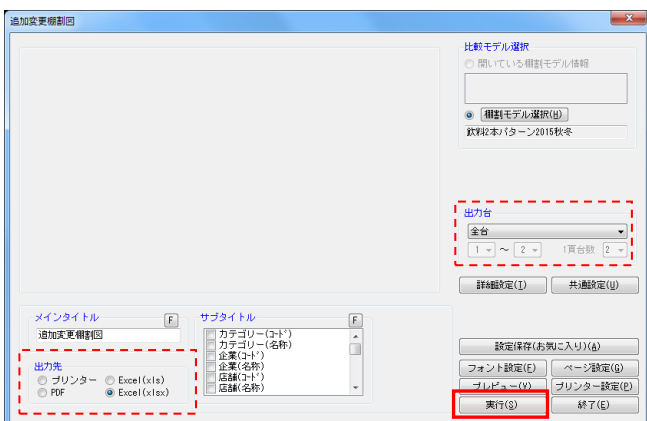 追加変更棚割図
比較モデル選択
開いている棚割モデル情報
棚割モデル選択(H)
飲料2本パターン2015秋冬
出力台
全台
1 ～ 2 1頁台数 2
詳細設定(T) 共通設定(U)
メインタイトル F
追加変更棚割図
サブタイトル F
カテゴリー(コード)
カテゴリー(名称)
企業(コード)
企業(名称)
店舗(コード)
店舗(名称)
出力先
プリンター Excel(xls)
PDF Excel(xlsx)
設定保存(お気に入り)(A)
フォント設定(F) ページ設定(G)
プレビュー(V) プリンター設定(P)
実行(S) 終了(E)